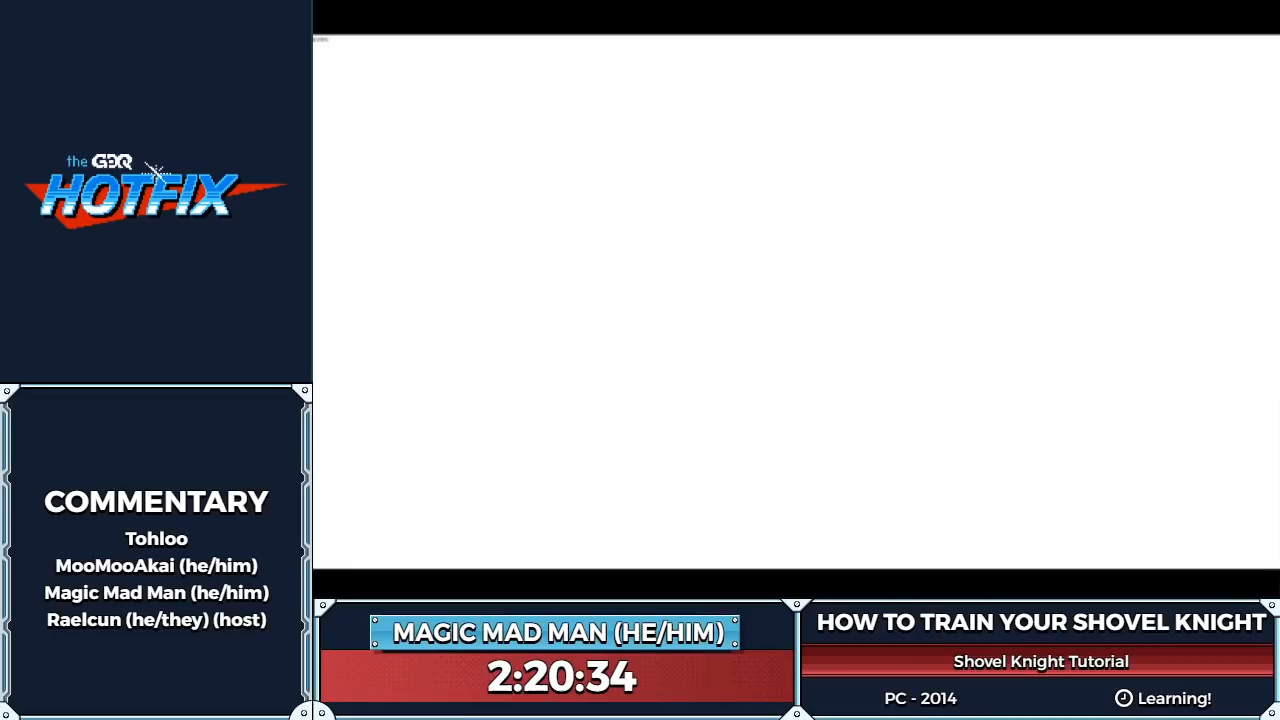 the GDQ
HOTFIX
COMMENTARY
Tohloo
MooMooAkai (he/him)
Magic Mad Man (he/him)
Raelcun (he/they) (host)
MAGIC MAD MAN (HE/HIM)
2:20:34
HOW TO TRAIN YOUR SHOVEL KNIGHT
Shovel Knight Tutorial
PC - 2014
Learning!